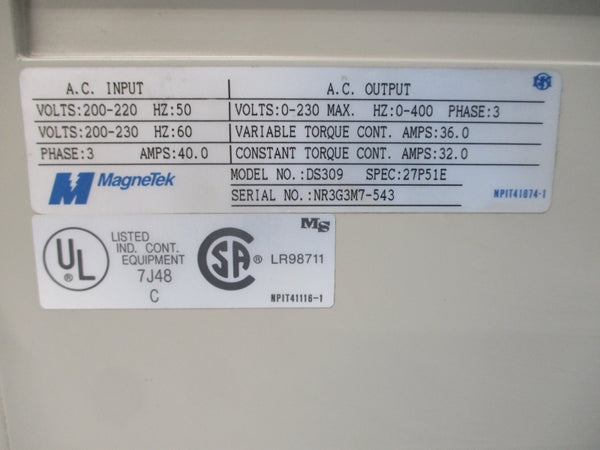 A.C. INPUT A.C. OUTPUT
VOLTS:200-220 HZ:50 VOLTS:0-230 MAX. HZ:0-400 PHASE:3
VOLTS:200-230 HZ:60 VARIABLE TORQUE CONT. AMPS:36.0
PHASE:3 AMPS:40.0 CONSTANT TORQUE CONT. AMPS:32.0
MagneTek MODEL NO.:DS309 SPEC:27P51E
SERIAL NO.:NR3G3M7-543 NPIT41074-1
MS
UL ®
LISTED
IND. CONT.
EQUIPMENT
7J48
C
CSA ® LR98711
NPIT41116-1